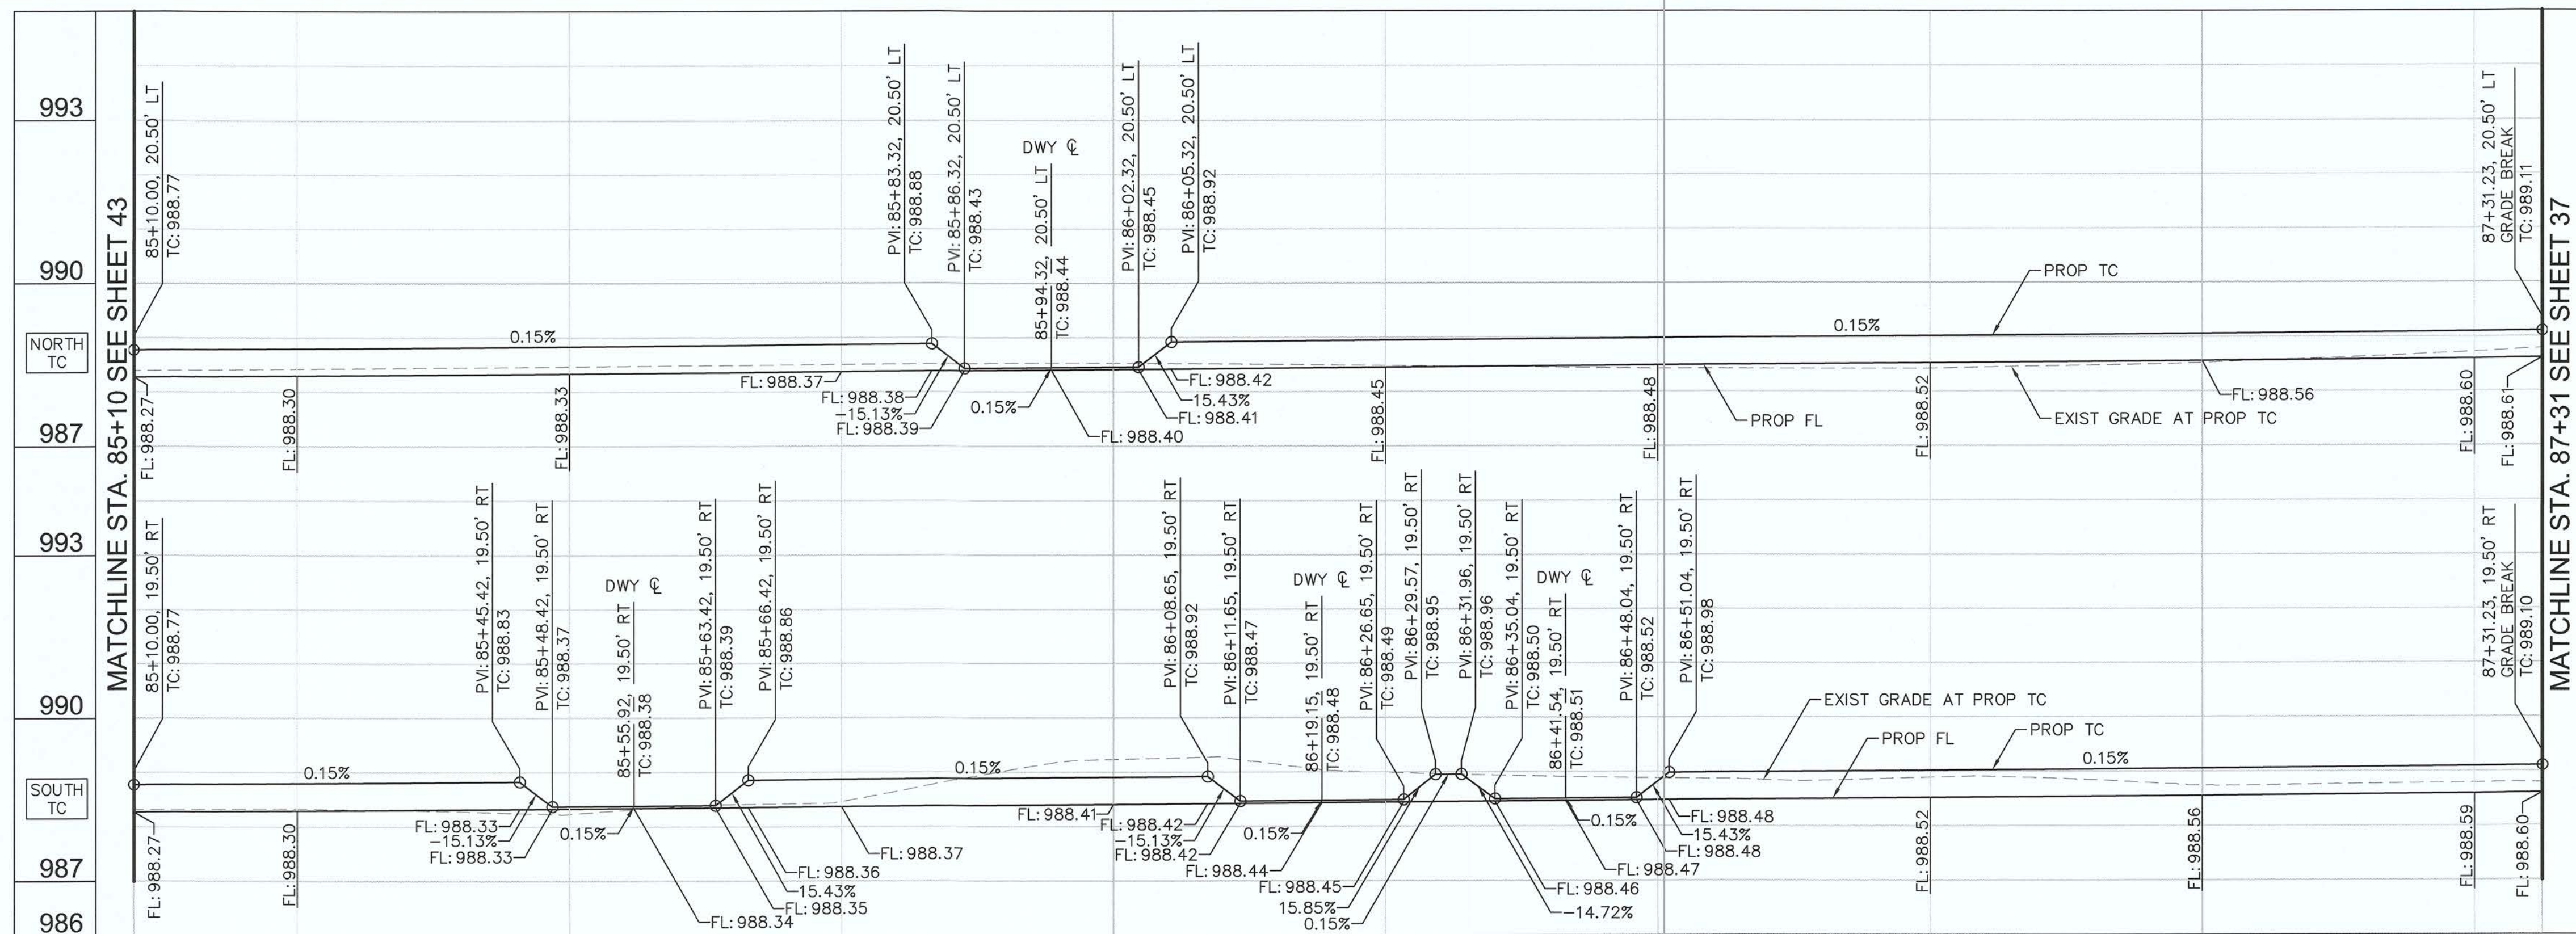 993
990
NORTH
TC
987
993
990
SOUTH
TC
987
986
MATCHLINE STA. 85+10 SEE SHEET 43
85+10.00, 20.50' LT
TC: 988.77
PVI: 85+83.32, 20.50' LT
TC: 988.88
PVI: 85+86.32, 20.50' LT
TC: 988.43
DWY ℄
85+94.32, 20.50' LT
TC: 988.44
PVI: 86+02.32, 20.50' LT
TC: 988.45
PVI: 86+05.32, 20.50' LT
TC: 988.92
87+31.23, 20.50' LT
GRADE BREAK
TC: 989.11
0.15%
0.15%
PROP TC
FL: 988.27
FL: 988.30
FL: 988.33
FL: 988.37
FL: 988.38
-15.13%
FL: 988.39
0.15%
FL: 988.40
FL: 988.42
15.43%
FL: 988.41
FL: 988.45
FL: 988.48
PROP FL
FL: 988.52
EXIST GRADE AT PROP TC
FL: 988.56
FL: 988.60
FL: 988.61
85+10.00, 19.50' RT
TC: 988.77
PVI: 85+45.42, 19.50' RT
TC: 988.83
PVI: 85+48.42, 19.50' RT
TC: 988.37
DWY ℄
85+55.92, 19.50' RT
TC: 988.38
PVI: 85+63.42, 19.50' RT
TC: 988.39
PVI: 85+66.42, 19.50' RT
TC: 988.86
PVI: 86+08.65, 19.50' RT
TC: 988.92
PVI: 86+11.65, 19.50' RT
TC: 988.47
DWY ℄
86+19.15, 19.50' RT
TC: 988.48
PVI: 86+26.65, 19.50' RT
TC: 988.49
PVI: 86+29.57, 19.50' RT
TC: 988.95
PVI: 86+31.96, 19.50' RT
TC: 988.96
PVI: 86+35.04, 19.50' RT
TC: 988.50
DWY ℄
86+41.54, 19.50' RT
TC: 988.51
PVI: 86+48.04, 19.50' RT
TC: 988.52
PVI: 86+51.04, 19.50' RT
TC: 988.98
87+31.23, 19.50' RT
GRADE BREAK
TC: 989.10
EXIST GRADE AT PROP TC
PROP FL
PROP TC
0.15%
0.15%
0.15%
FL: 988.27
FL: 988.30
FL: 988.33
-15.13%
FL: 988.33
0.15%
FL: 988.34
FL: 988.36
15.43%
FL: 988.35
FL: 988.37
FL: 988.41
FL: 988.42
-15.13%
FL: 988.42
0.15%
FL: 988.44
FL: 988.45
15.85%
0.15%
FL: 988.46
-14.72%
0.15%
FL: 988.47
FL: 988.48
15.43%
FL: 988.48
FL: 988.52
FL: 988.56
FL: 988.59
FL: 988.60
MATCHLINE STA. 87+31 SEE SHEET 37